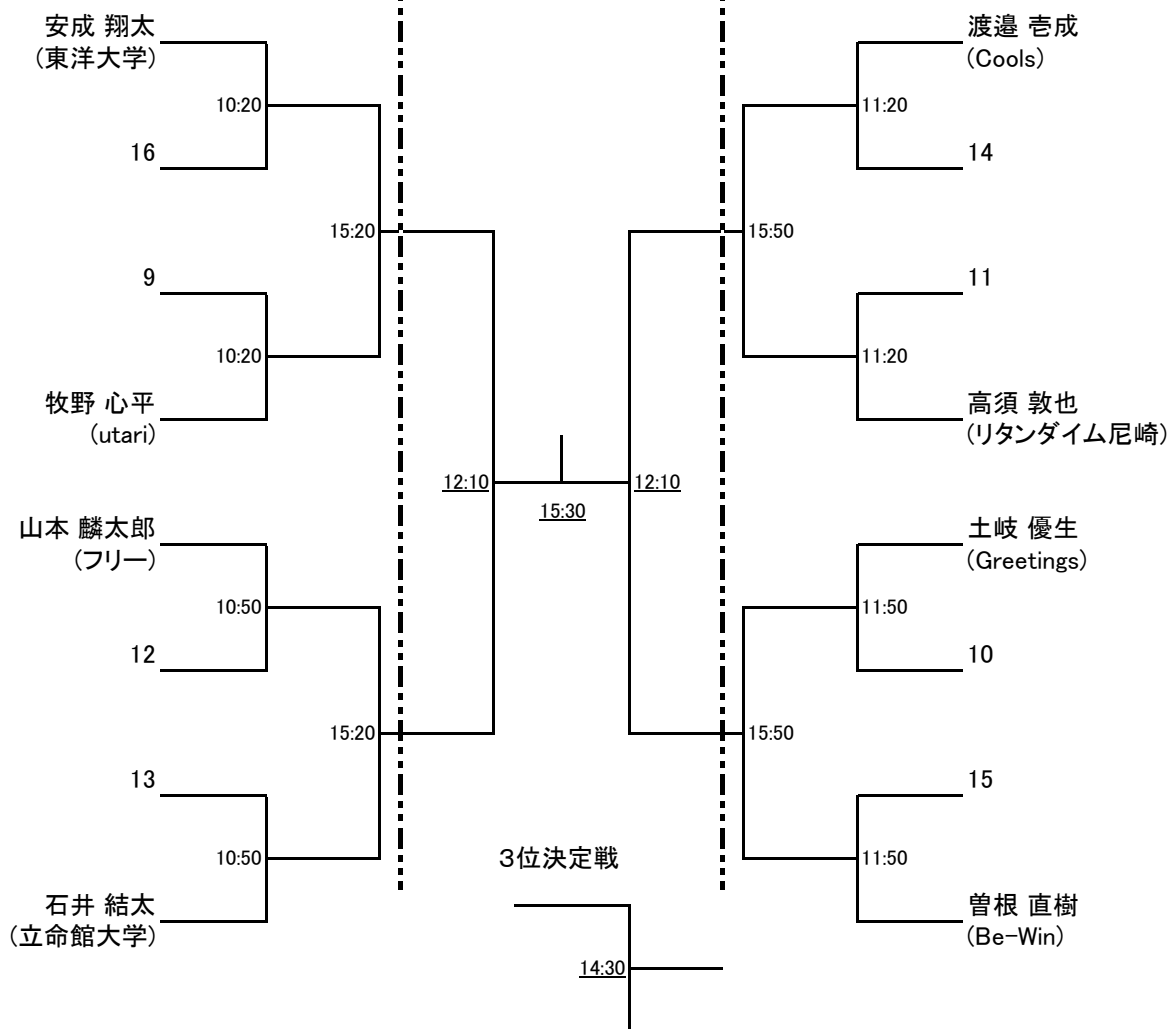 安成 翔太
(東洋大学)
10:20
16
15:20
9
10:20
牧野 心平
(utari)
12:10
山本 麟太郎
(フリー)
10:50
12
15:20
13
10:50
石井 結太
(立命館大学)
15:30
3位決定戦
14:30
渡邉 壱成
(Cools)
11:20
14
15:50
11
11:20
高須 敦也
(リタンダイム尼崎)
12:10
土岐 優生
(Greetings)
11:50
10
15:50
15
11:50
曽根 直樹
(Be-Win)